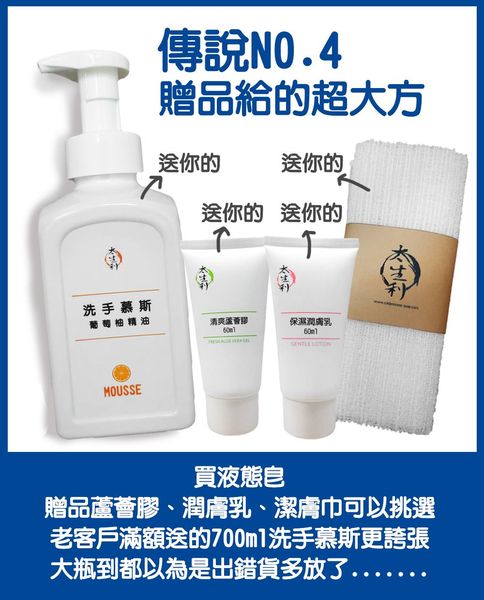 傳說NO.4
贈品給的超大方
送你的
送你的
送你的
送你的
太生利
洗手慕斯
葡萄柚精油
MOUSSE
太生利
清爽蘆薈膠
60ml
FRESH ALOE VERA GEL
太生利
保濕潤膚乳
60ml
GENTLE LOTION
太生利
買液態皂
贈品蘆薈膠、潤膚乳、潔膚巾可以挑選
老客戶滿額送的700ml洗手慕斯更誇張
大瓶到都以為是出錯貨多放了.......